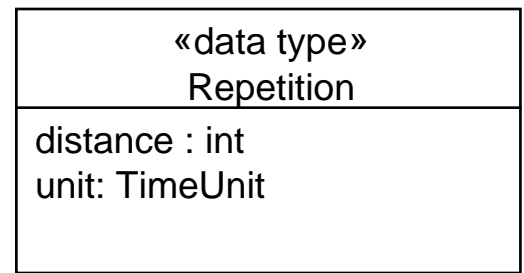 «data type»
Repetition
distance : int
unit: TimeUnit